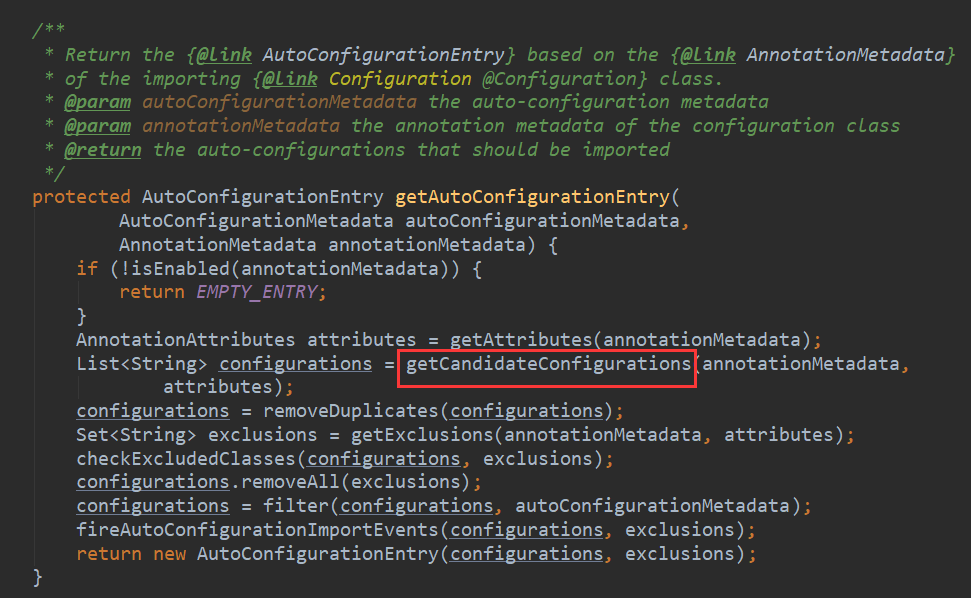 /**
 * Return the {@link AutoConfigurationEntry} based on the {@link AnnotationMetadata}
 * of the importing {@link Configuration @Configuration} class.
 * @param autoConfigurationMetadata the auto-configuration metadata
 * @param annotationMetadata the annotation metadata of the configuration class
 * @return the auto-configurations that should be imported
 */
protected AutoConfigurationEntry getAutoConfigurationEntry(
        AutoConfigurationMetadata autoConfigurationMetadata,
        AnnotationMetadata annotationMetadata) {
    if (!isEnabled(annotationMetadata)) {
        return EMPTY_ENTRY;
    }
    AnnotationAttributes attributes = getAttributes(annotationMetadata);
    List<String> configurations = getCandidateConfigurations(annotationMetadata,
            attributes);
    configurations = removeDuplicates(configurations);
    Set<String> exclusions = getExclusions(annotationMetadata, attributes);
    checkExcludedClasses(configurations, exclusions);
    configurations.removeAll(exclusions);
    configurations = filter(configurations, autoConfigurationMetadata);
    fireAutoConfigurationImportEvents(configurations, exclusions);
    return new AutoConfigurationEntry(configurations, exclusions);
}